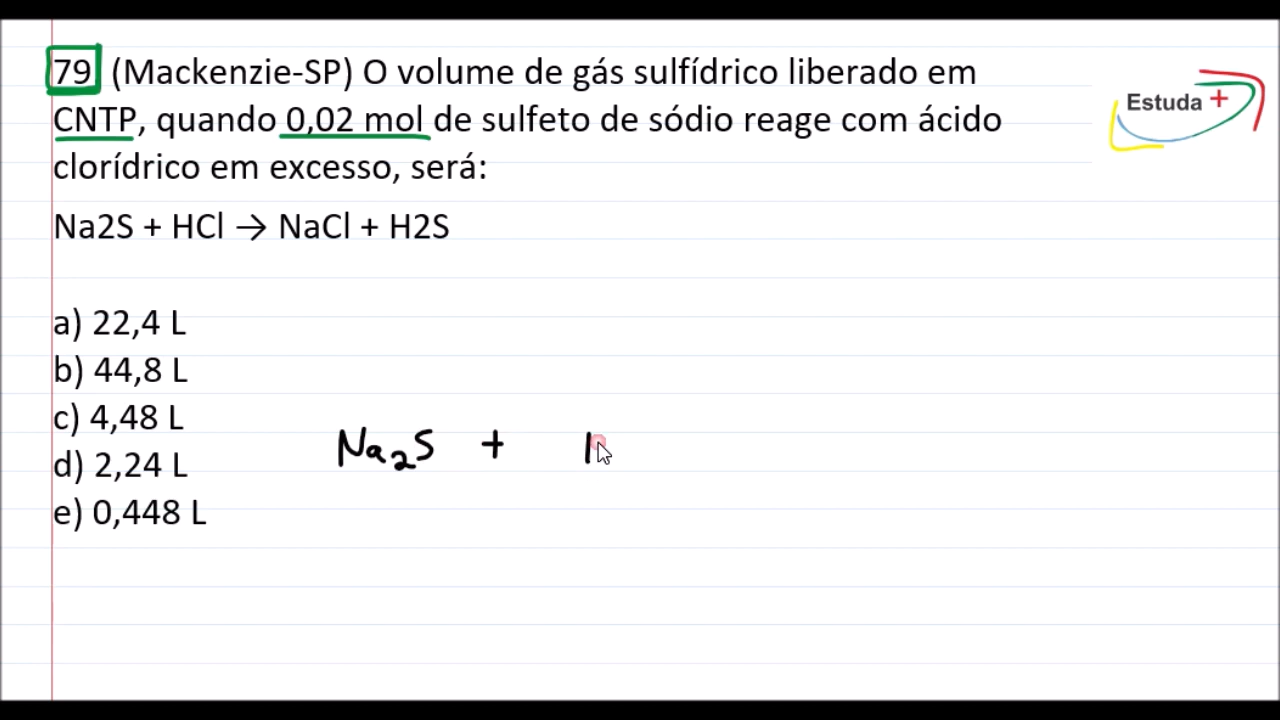 79 (Mackenzie-SP) O volume de gás sulfídrico liberado em
CNTP, quando 0,02 mol de sulfeto de sódio reage com ácido
clorídrico em excesso, será:
Estuda +
Na2S + HCl → NaCl + H2S
a) 22,4 L
b) 44,8 L
c) 4,48 L
d) 2,24 L
e) 0,448 L
Na₂S +